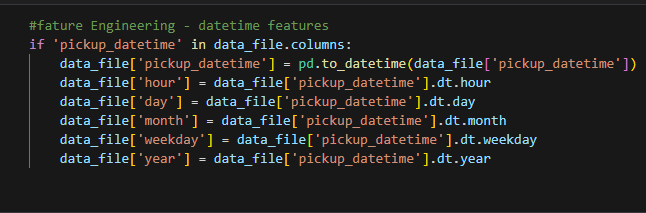 #fature Engineering - datetime features
if 'pickup_datetime' in data_file.columns:
    data_file['pickup_datetime'] = pd.to_datetime(data_file['pickup_datetime'])
    data_file['hour'] = data_file['pickup_datetime'].dt.hour
    data_file['day'] = data_file['pickup_datetime'].dt.day
    data_file['month'] = data_file['pickup_datetime'].dt.month
    data_file['weekday'] = data_file['pickup_datetime'].dt.weekday
    data_file['year'] = data_file['pickup_datetime'].dt.year